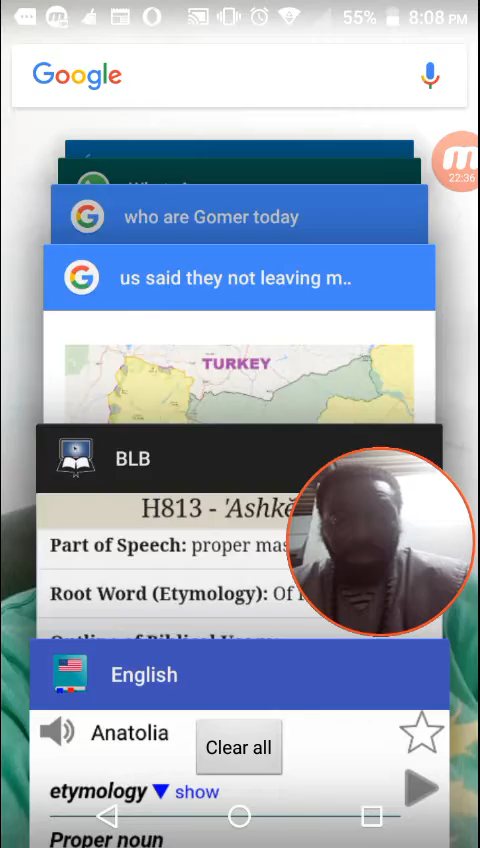 55% 8:08 PM
Google
22:36
who are Gomer today
us said they not leaving m..
TURKEY
BLB
H813 - 'Ashkĕ
Part of Speech: proper mas
Root Word (Etymology): Of
English
Anatolia
Clear all
etymology ▼ show
Proper noun